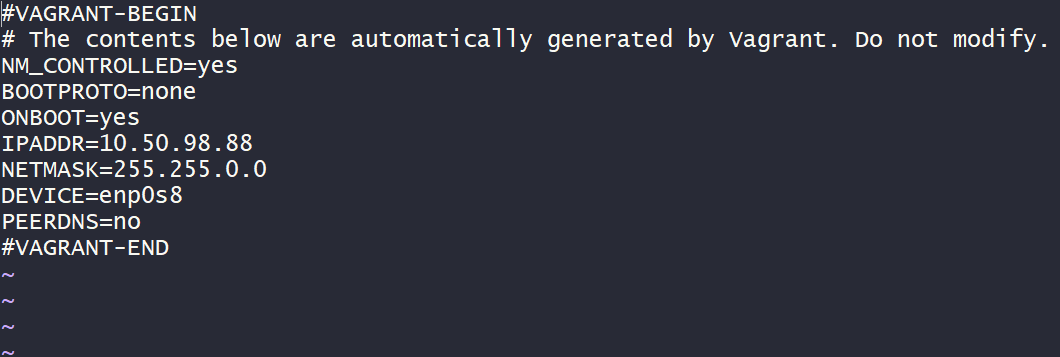 #VAGRANT-BEGIN
# The contents below are automatically generated by Vagrant. Do not modify.
NM_CONTROLLED=yes
BOOTPROTO=none
ONBOOT=yes
IPADDR=10.50.98.88
NETMASK=255.255.0.0
DEVICE=enp0s8
PEERDNS=no
#VAGRANT-END
~
~
~
~